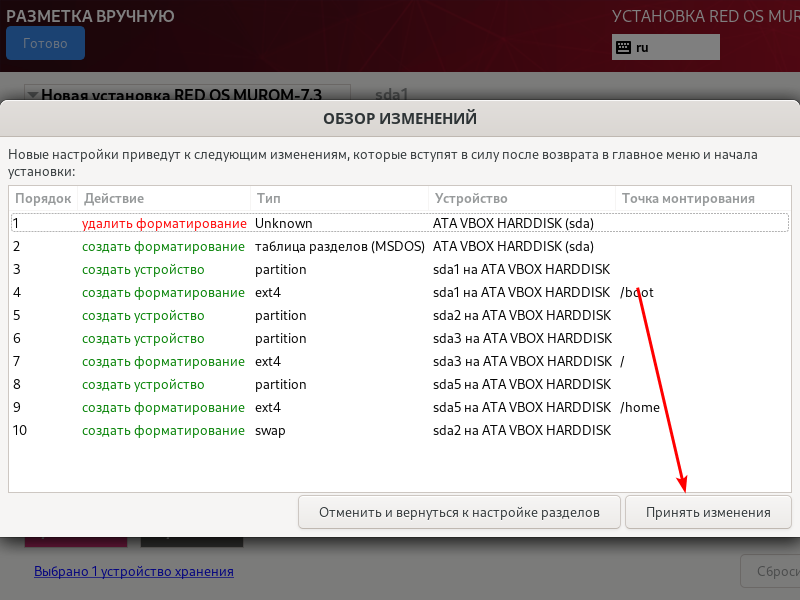 РАЗМЕТКА ВРУЧНУЮ
УСТАНОВКА RED OS MUR
Готово
ru
Новая установка RED OS MUROM-7.3
sda1
ОБЗОР ИЗМЕНЕНИЙ
Новые настройки приведут к следующим изменениям, которые вступят в силу после возврата в главное меню и начала
установки:
Порядок Действие Тип Устройство Точка монтирования
1 удалить форматирование Unknown ATA VBOX HARDDISK (sda)
2 создать форматирование таблица разделов (MSDOS) ATA VBOX HARDDISK (sda)
3 создать устройство partition sda1 на ATA VBOX HARDDISK
4 создать форматирование ext4 sda1 на ATA VBOX HARDDISK /boot
5 создать устройство partition sda2 на ATA VBOX HARDDISK
6 создать устройство partition sda3 на ATA VBOX HARDDISK
7 создать форматирование ext4 sda3 на ATA VBOX HARDDISK /
8 создать устройство partition sda5 на ATA VBOX HARDDISK
9 создать форматирование ext4 sda5 на ATA VBOX HARDDISK /home
10 создать форматирование swap sda2 на ATA VBOX HARDDISK
Отменить и вернуться к настройке разделов
Принять изменения
Выбрано 1 устройство хранения
Сброси